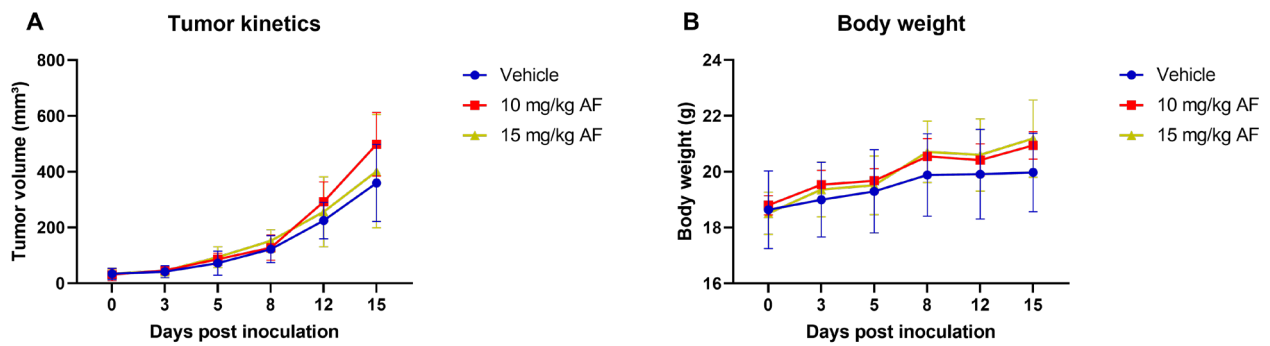 A
Tumor kinetics
Tumor volume (mm³)
800
600
400
200
0
0 3 5 8 12 15
Days post inoculation
Vehicle
10 mg/kg AF
15 mg/kg AF
B
Body weight
Body weight (g)
24
22
20
18
16
0 3 5 8 12 15
Days post inoculation
Vehicle
10 mg/kg AF
15 mg/kg AF